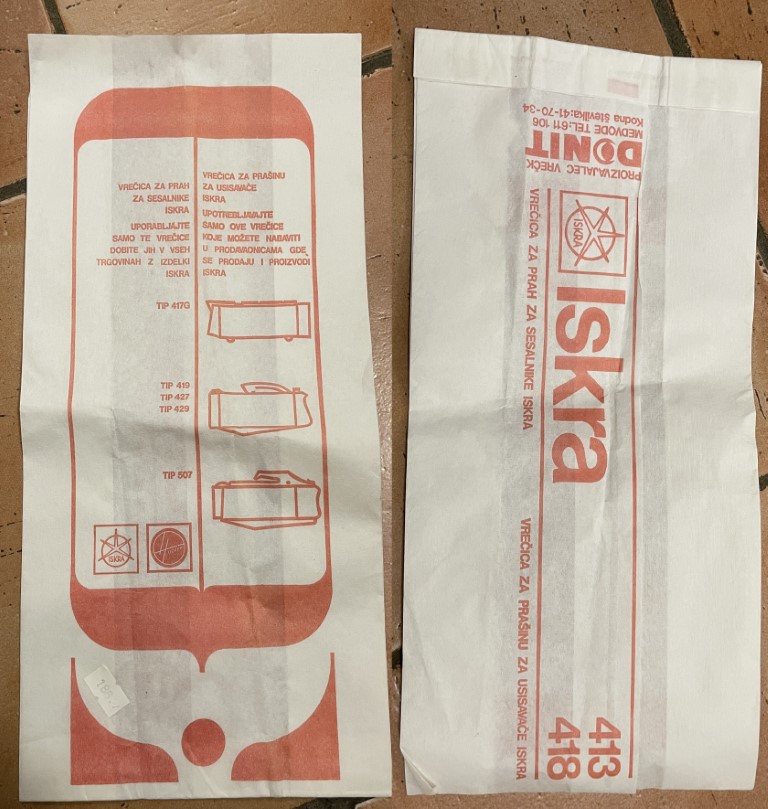 VREČICA ZA PRAH
ZA SESALNIKE
ISKRA
UPORABLJAJTE
SAMO TE VREČICE
DOBITE JIH V VSEH
TRGOVINAH Z IZDELKI
ISKRA
VREČICA ZA PRAŠINU
ZA USISAVAČE
ISKRA
UPOTREBLJAVAJTE
SAMO OVE VREČICE
KOJE MOŽETE NABAVITI
U PRODAVAONICAMA GDE
SE PRODAJU I PROIZVODI
ISKRA
TIP 417G
TIP 419
TIP 427
TIP 429
TIP 507
ISKRA
PROIZVAJALEC VREČK
DONIT
MEDVODE TEL.:611 106
Kodna številka:41-70-34
ISKRA
Iskra
VREČICA ZA PRAH ZA SESALNIKE ISKRA
VREČICA ZA PRAŠINU ZA USISAVAČE ISKRA
413
418